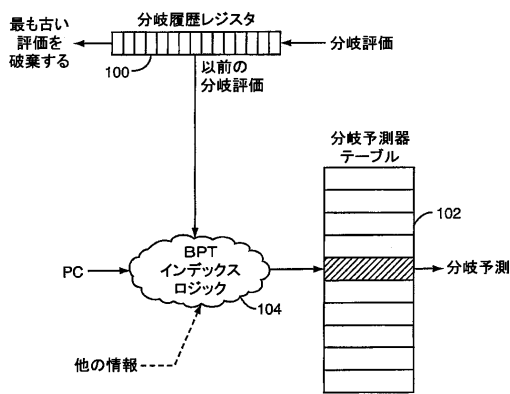 最も古い
評価を
破棄する
分岐履歴レジスタ
分岐評価
100
以前の
分岐評価
分岐予測器
テーブル
102
BPT
インデックス
ロジック
PC
104
分岐予測
他の情報